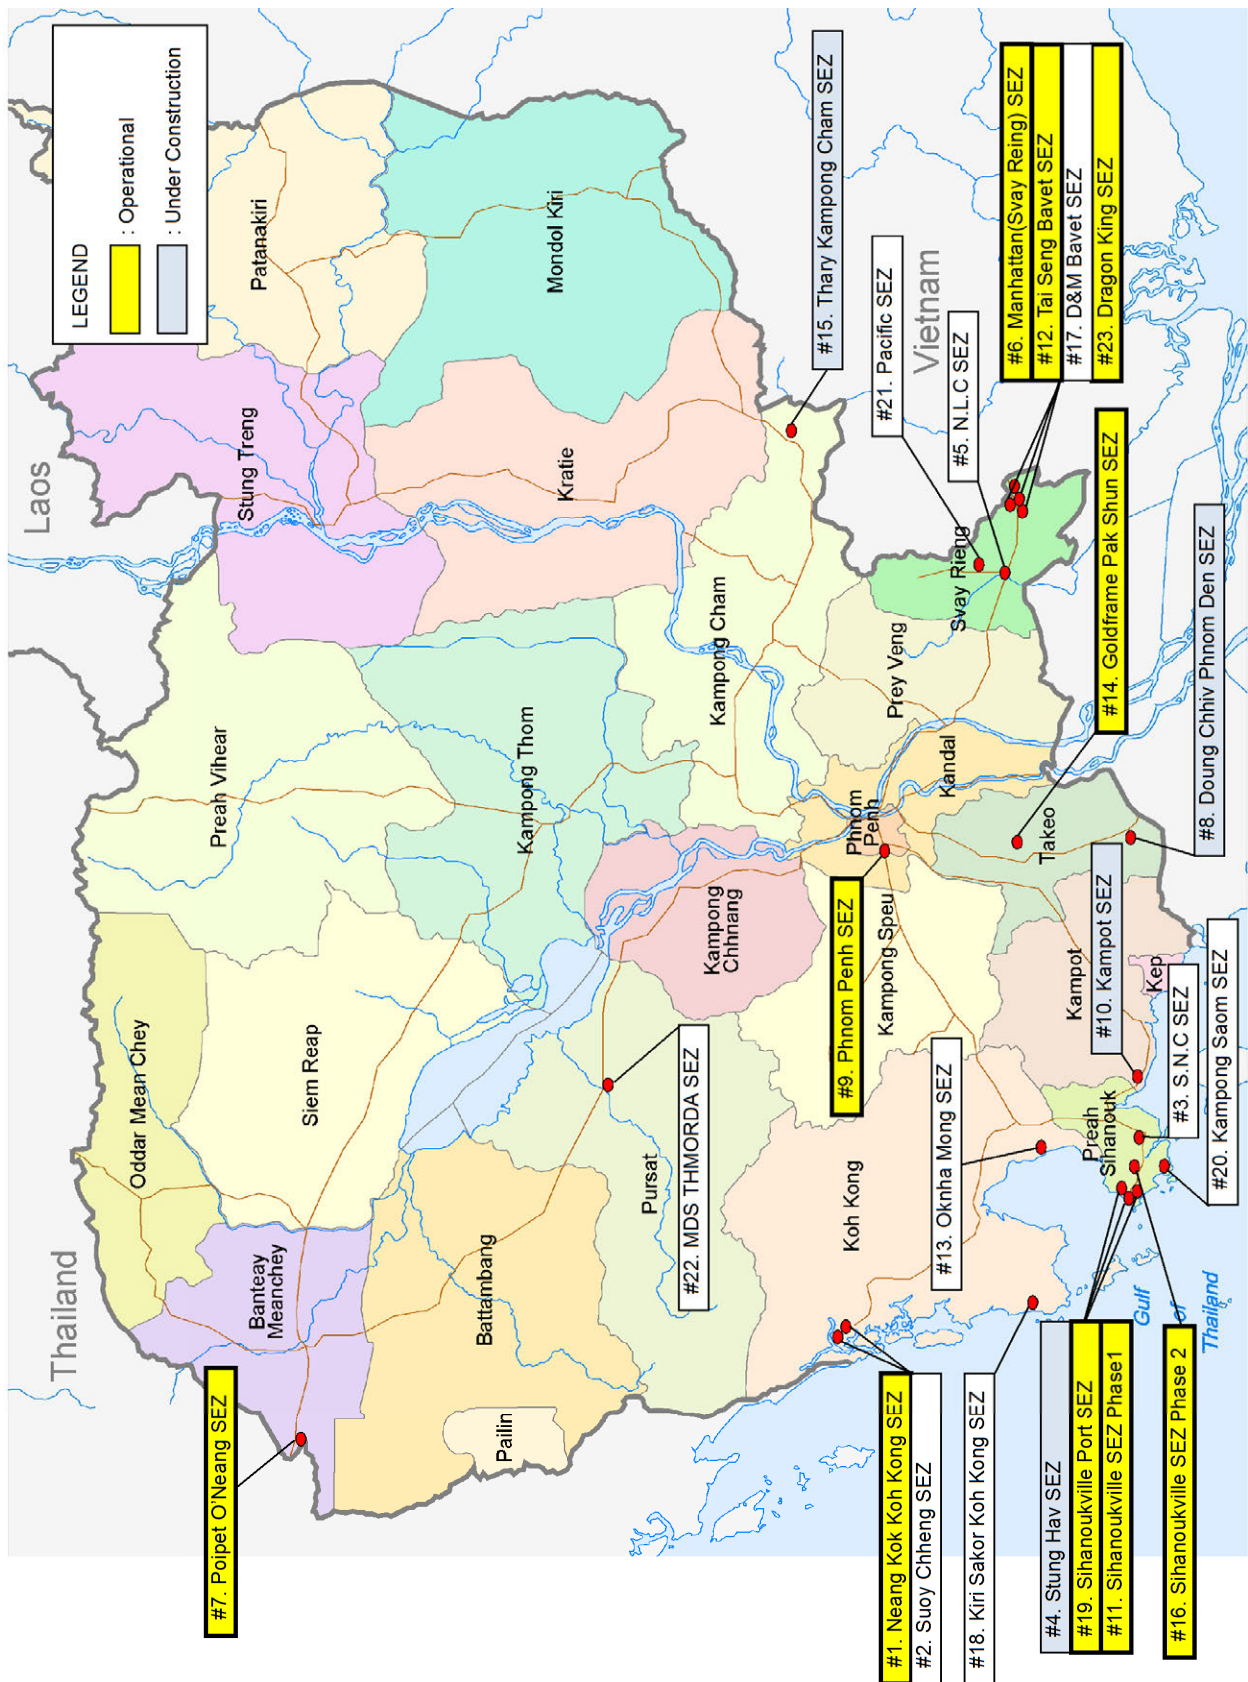 LEGEND
: Operational
: Under Construction
Thailand
Laos
Vietnam
Oddar Mean Chey
Preah Vihear
Stung Treng
Patanakiri
Banteay
Meanchey
Siem Reap
Mondol Kiri
Battambang
Kampong Thom
Kratie
Pailin
Pursat
Kampong
Chhnang
Kampong Cham
Koh Kong
Kampong Speu
Phnom
Penh
Prey Veng
Kandal
Svay Rieng
Takeo
Preah
Sihanouk
Kampot
Kep
Gulf
of
Thailand
#7. Poipet O'Neang SEZ
#22. MDS THMORDA SEZ
#15. Thary Kampong Cham SEZ
#9. Phnom Penh SEZ
#21. Pacific SEZ
#5. N.L.C SEZ
#6. Manhattan(Svay Reing) SEZ
#12. Tai Seng Bavet SEZ
#17. D&M Bavet SEZ
#23. Dragon King SEZ
#1. Neang Kok Koh Kong SEZ
#2. Suoy Chheng SEZ
#13. Oknha Mong SEZ
#18. Kiri Sakor Koh Kong SEZ
#14. Goldframe Pak Shun SEZ
#8. Doung Chhiv Phnom Den SEZ
#10. Kampot SEZ
#4. Stung Hav SEZ
#19. Sihanoukville Port SEZ
#11. Sihanoukville SEZ Phase1
#16. Sihanoukville SEZ Phase 2
#3. S.N.C SEZ
#20. Kampong Saom SEZ